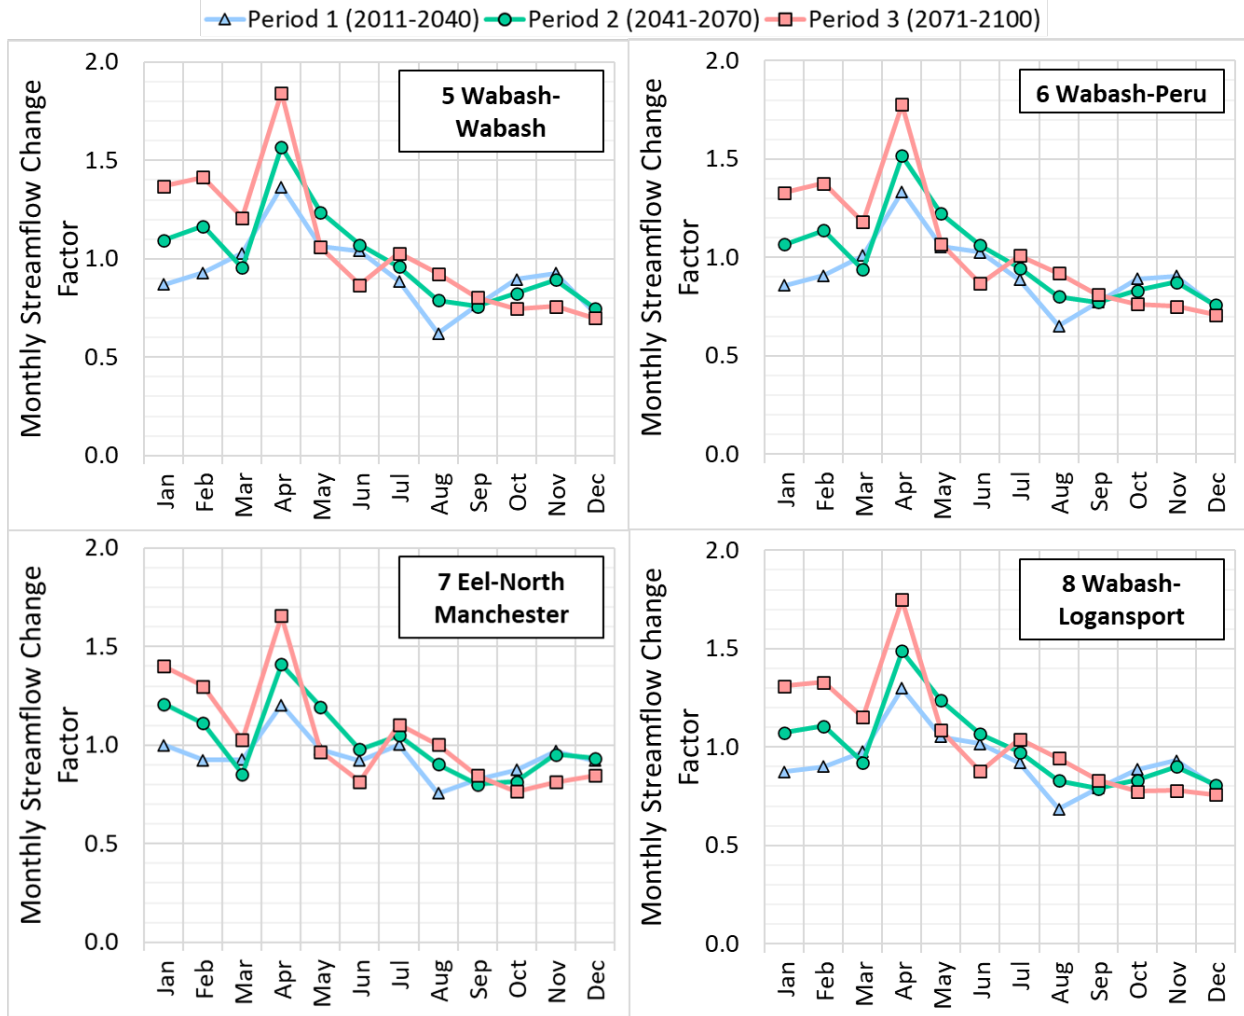 Period 1 (2011-2040) Period 2 (2041-2070) Period 3 (2071-2100)
5 Wabash-
Wabash
Monthly Streamflow Change
Factor
2.0
1.5
1.0
0.5
0.0
Jan Feb Mar Apr May Jun Jul Aug Sep Oct Nov Dec
6 Wabash-Peru
Monthly Streamflow Change
Factor
2.0
1.5
1.0
0.5
0.0
Jan Feb Mar Apr May Jun Jul Aug Sep Oct Nov Dec
7 Eel-North
Manchester
Monthly Streamflow Change
Factor
2.0
1.5
1.0
0.5
0.0
Jan Feb Mar Apr May Jun Jul Aug Sep Oct Nov Dec
8 Wabash-
Logansport
Monthly Streamflow Change
Factor
2.0
1.5
1.0
0.5
0.0
Jan Feb Mar Apr May Jun Jul Aug Sep Oct Nov Dec